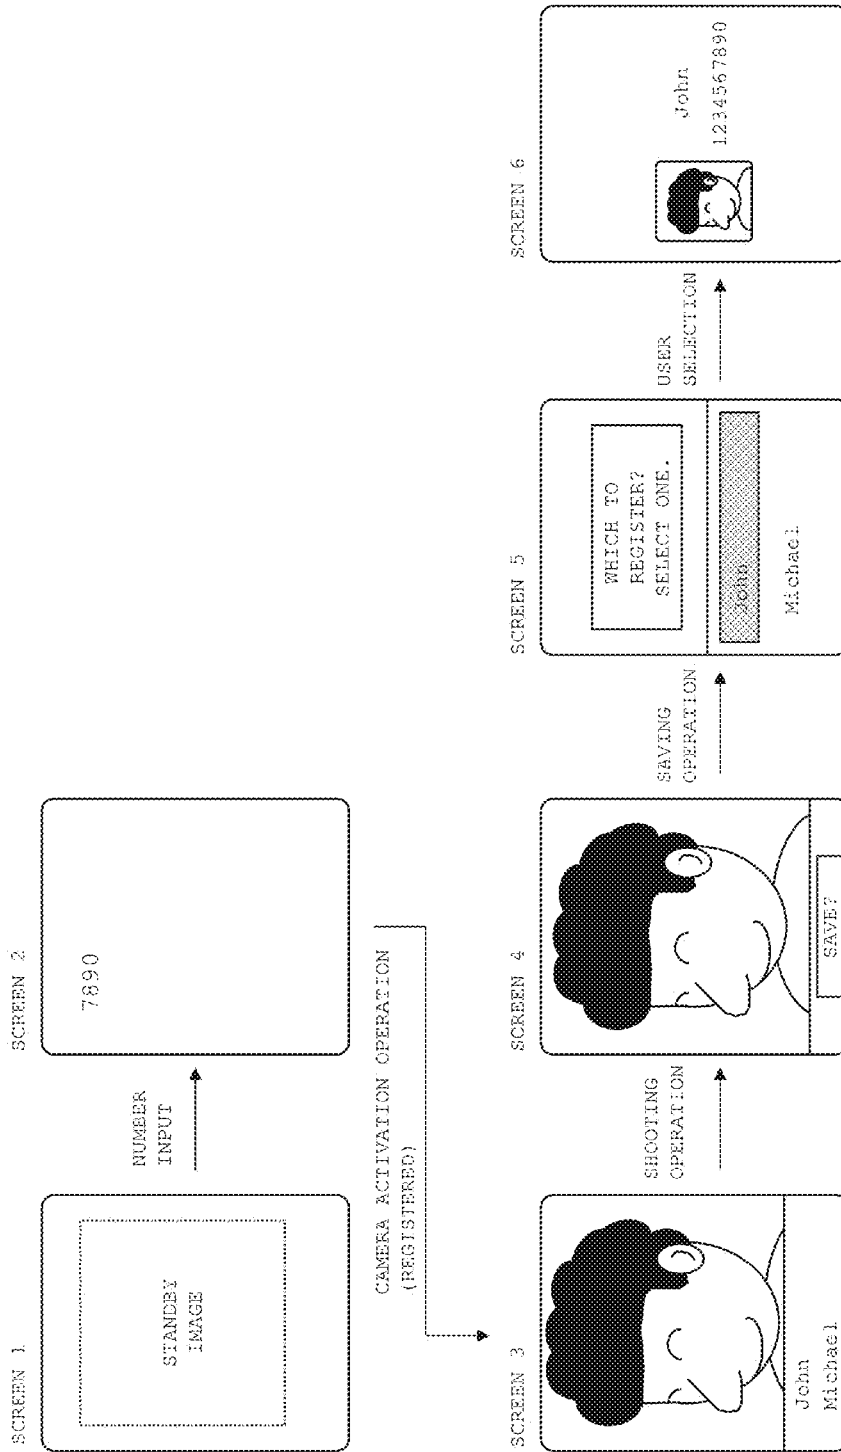 SCREEN 1
STANDBY
IMAGE
NUMBER
INPUT
SCREEN 2
7890
CAMERA ACTIVATION OPERATION
(REGISTERED)
SCREEN 3
John
Michael
SHOOTING
OPERATION
SCREEN 4
SAVE?
SAVING
OPERATION
SCREEN 5
WHICH TO
REGISTER?
SELECT ONE.
John
Michael
USER
SELECTION
SCREEN 6
John
1234567890